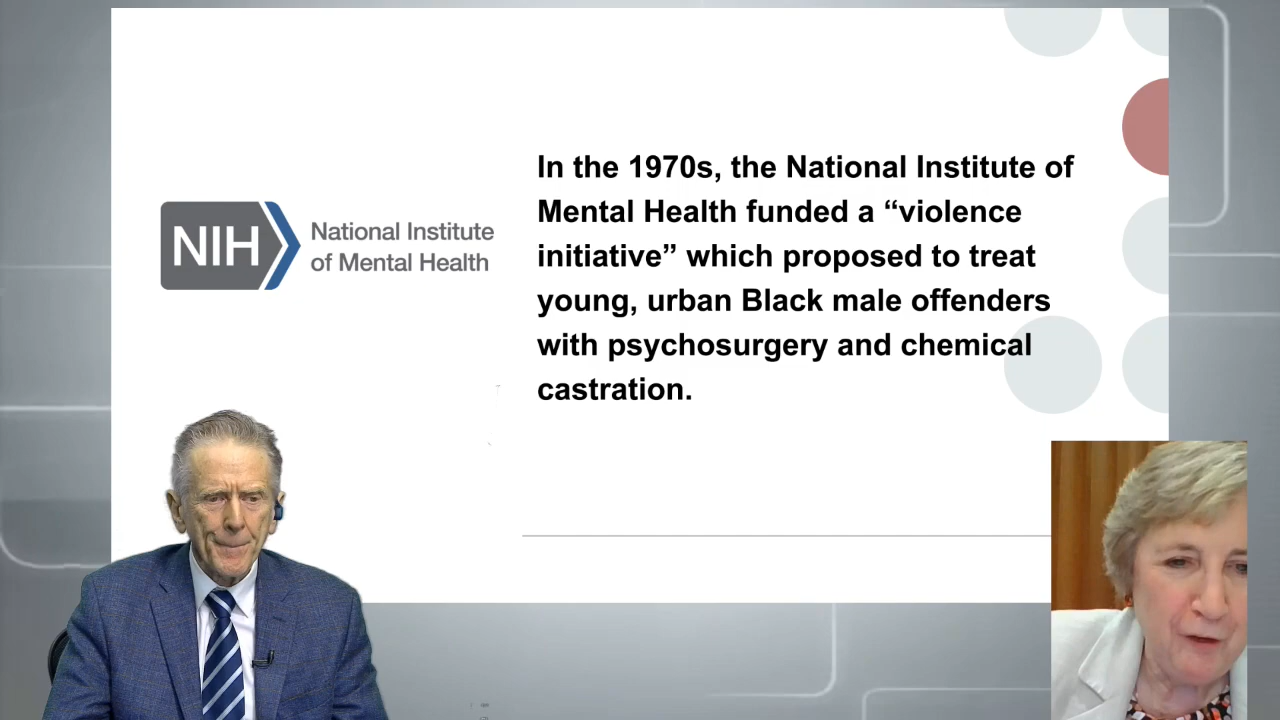 NIH
National Institute
of Mental Health
In the 1970s, the National Institute of
Mental Health funded a “violence
initiative” which proposed to treat
young, urban Black male offenders
with psychosurgery and chemical
castration.